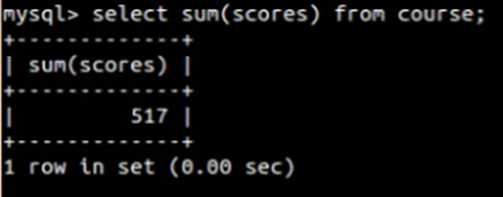 mysql> select sum(scores) from course;
+-------------+
| sum(scores) |
+-------------+
|         517 |
+-------------+
1 row in set (0.00 sec)